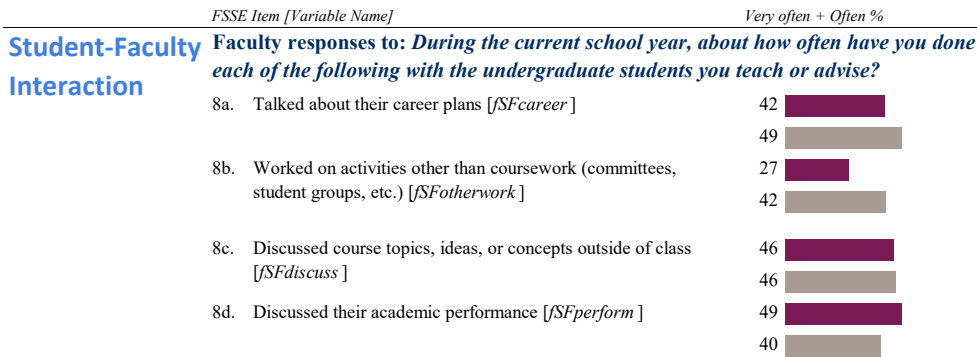 FSSE Item [Variable Name] Very often + Often %
Student-Faculty Interaction
Faculty responses to: During the current school year, about how often have you done
each of the following with the undergraduate students you teach or advise?
8a. Talked about their career plans [fSFcareer ] 42
49
8b. Worked on activities other than coursework (committees, 27
student groups, etc.) [fSFotherwork ] 42
8c. Discussed course topics, ideas, or concepts outside of class 46
[fSFdiscuss ] 46
8d. Discussed their academic performance [fSFperform ] 49
40